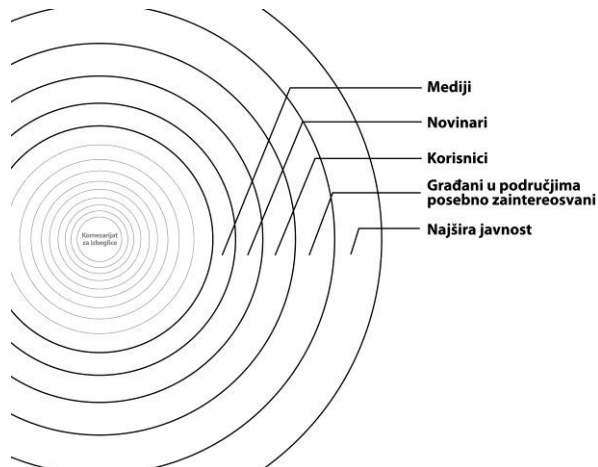 Mediji
Novinari
Korisnici
Građani u područjima
posebno zaintereosvani
Najšira javnost
Komesarijat
za izbeglice